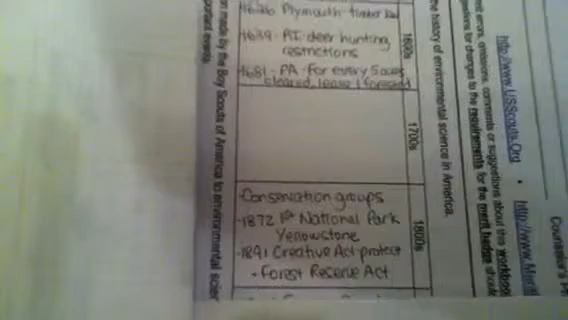 http://www.USScouts.Org • http://www.Merit
errors, omissions, comments or suggestions about this workbook
for changes to the requirements for the merit badge should
the history of environmental science in America.
1600s
Plymouth- timber law
1639- RI-deer hunting
restrictions
1681- PA -For every 5 acres
cleared, leave 1 forested
1700s
1800s
-Conservation groups
-1872 1st National Park
Yellowstone
-1891 Creative Act-protect
• Forest Reserve Act
made by the Boy Scouts of America to environmental
events.